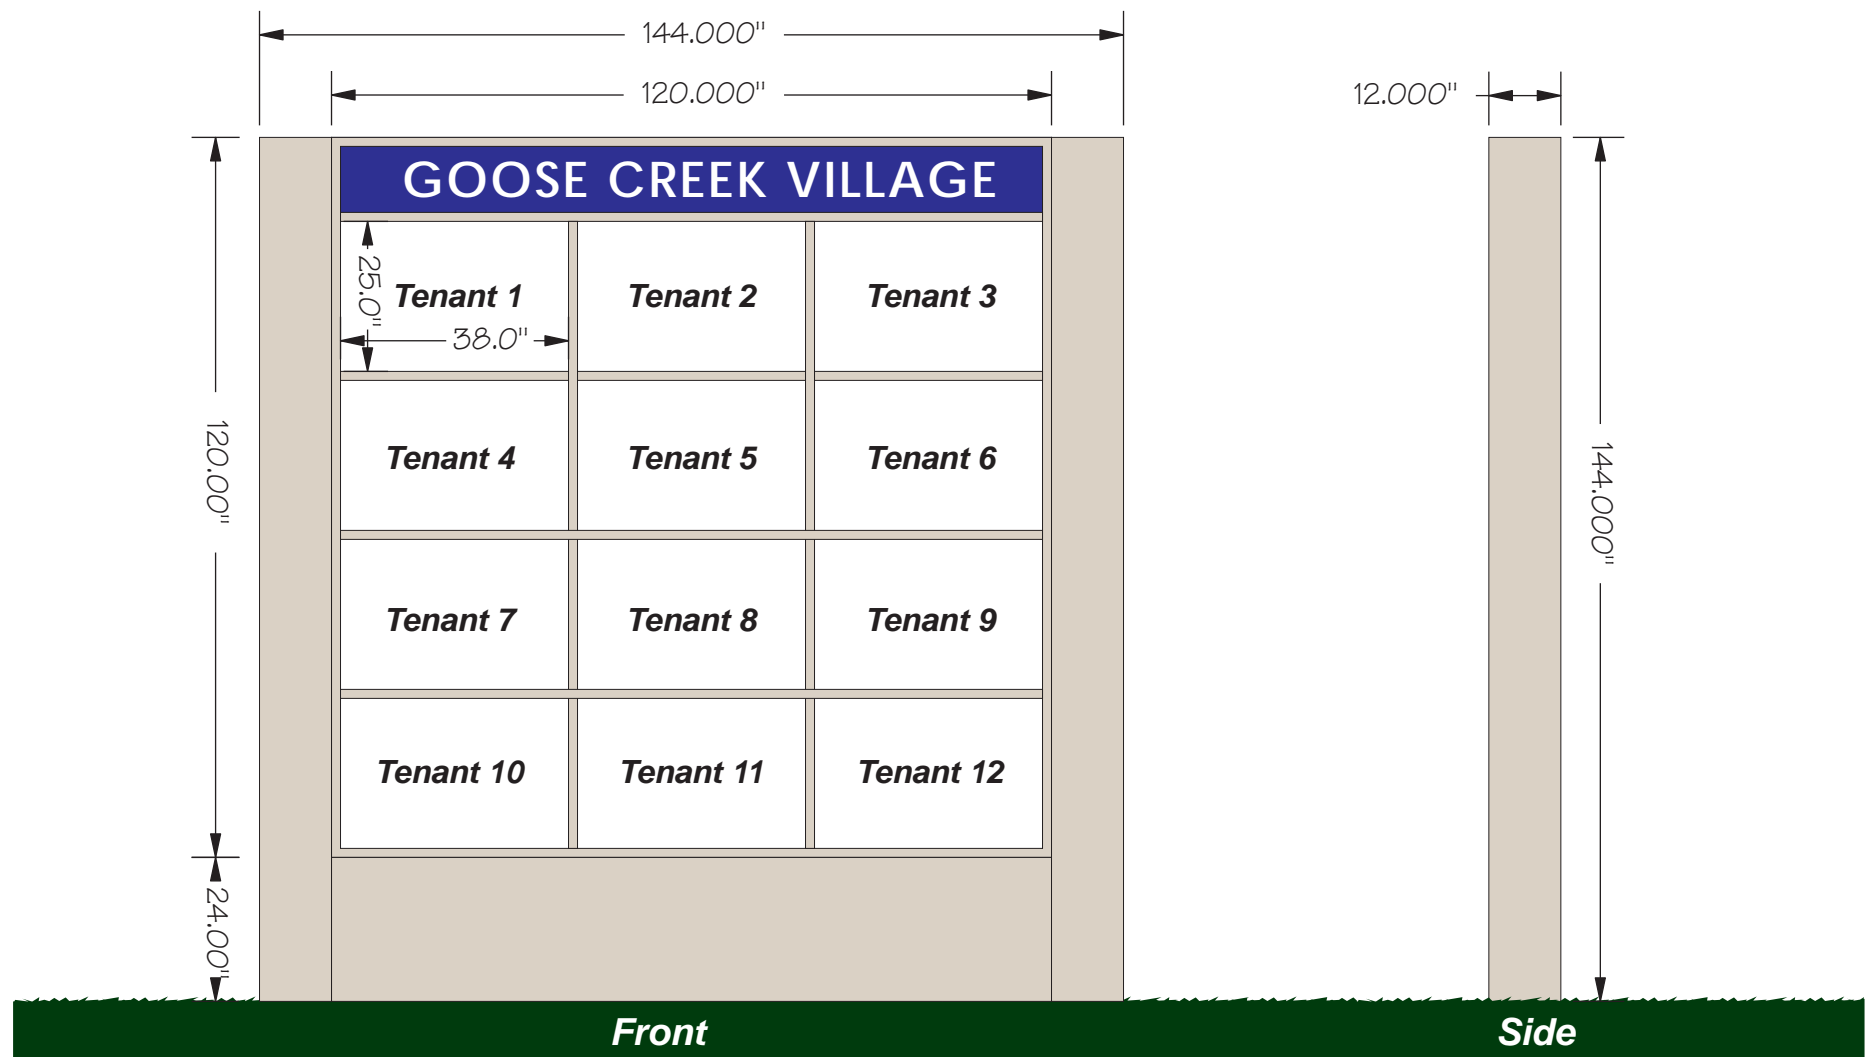 144.000"
120.000"
12.000"
GOOSE CREEK VILLAGE
25.0"
Tenant 1
Tenant 2
Tenant 3
38.0"
120.00"
144.000"
Tenant 4
Tenant 5
Tenant 6
Tenant 7
Tenant 8
Tenant 9
Tenant 10
Tenant 11
Tenant 12
24.00"
Front
Side